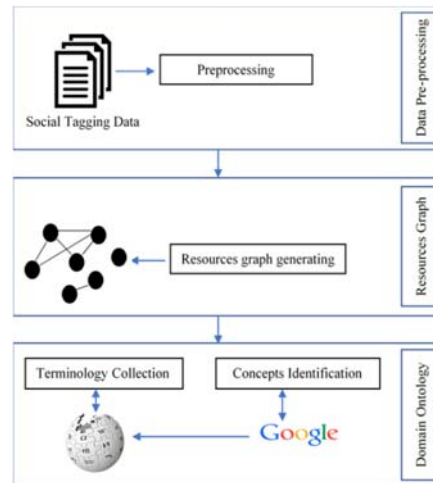 Preprocessing
Social Tagging Data
Data Pre-processing
Resources graph generating
Resources Graph
Terminology Collection
Concepts Identification
Google
Domain Ontology